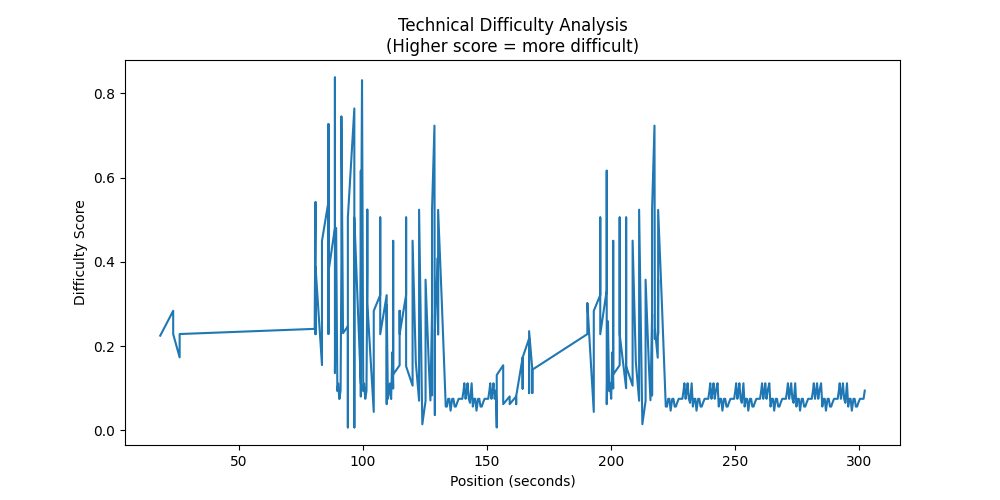 Technical Difficulty Analysis
(Higher score = more difficult)
Difficulty Score
0.8
0.6
0.4
0.2
0.0
50 100 150 200 250 300
Position (seconds)